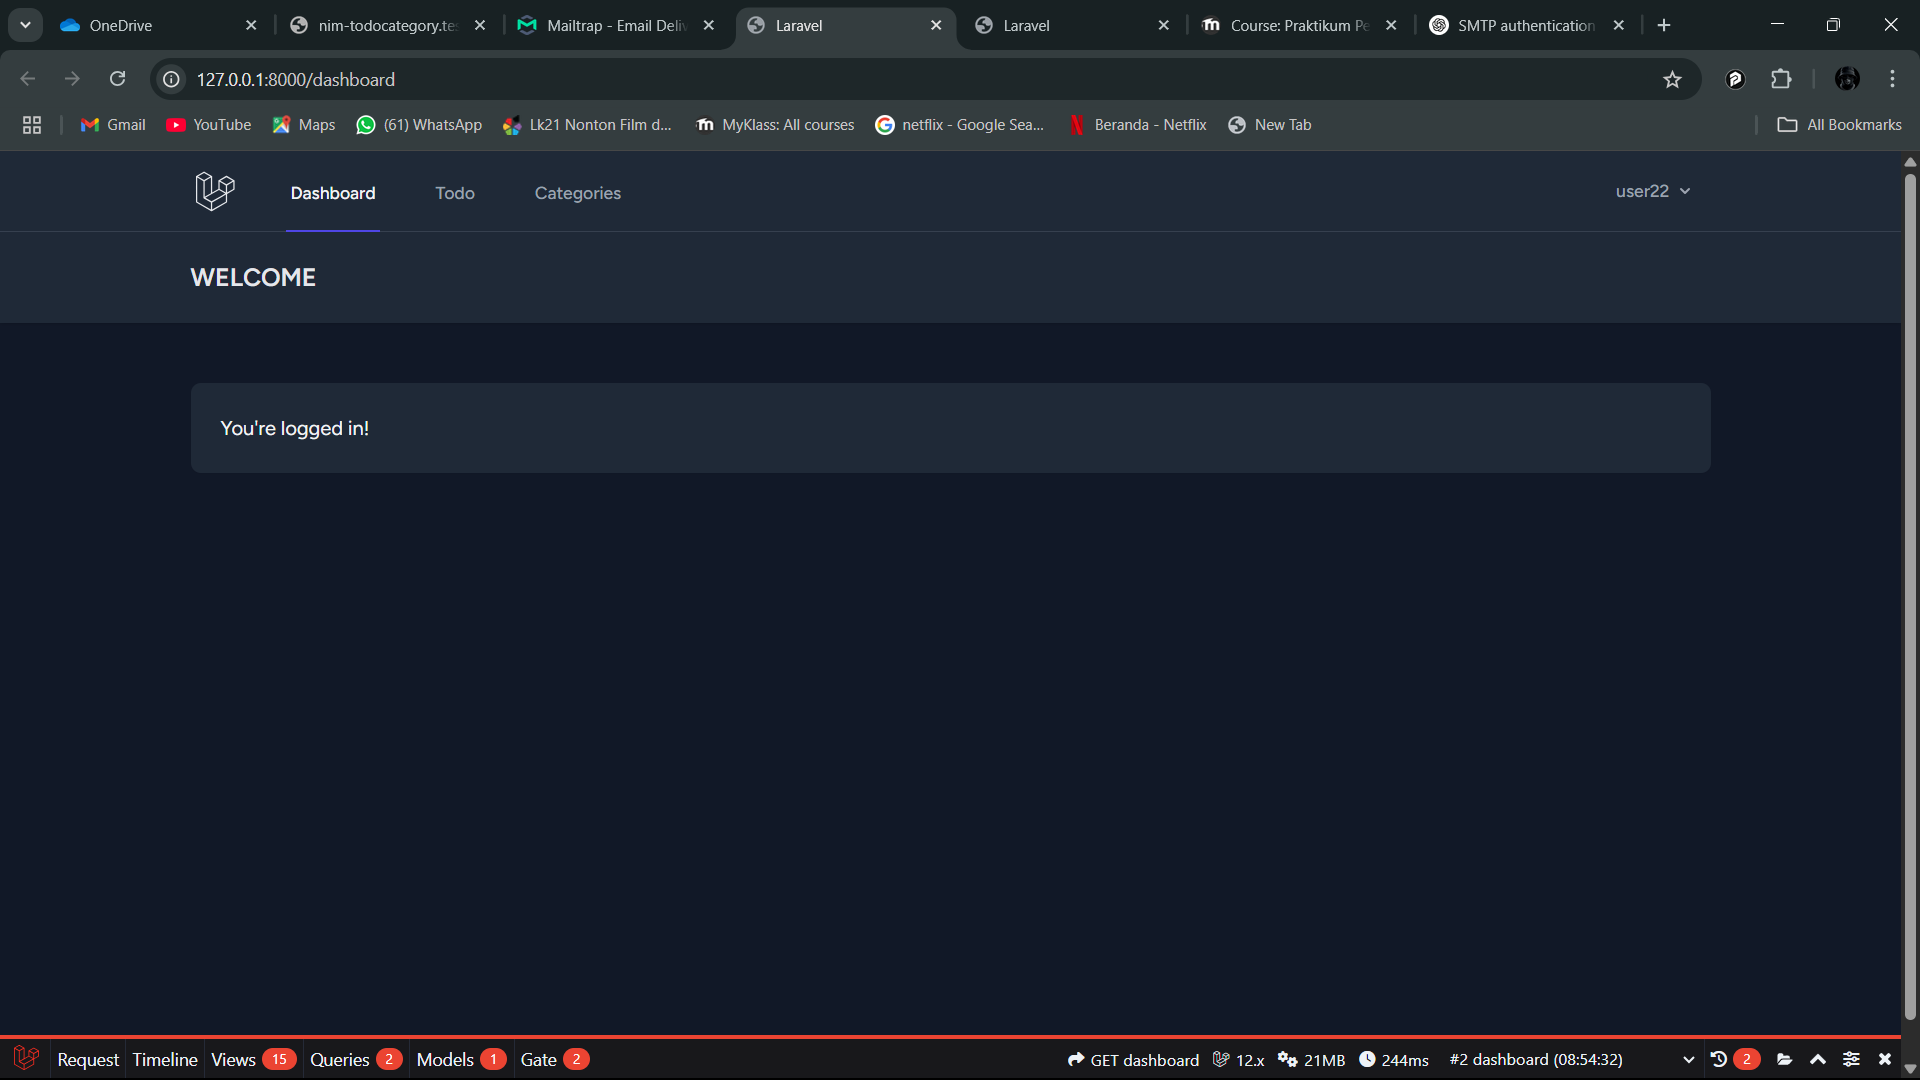 OneDrive
nim-todocategory.te
Mailtrap - Email Deliv
Laravel
Laravel
Course: Praktikum Pe
SMTP authentication
127.0.0.1:8000/dashboard
Gmail
YouTube
Maps
(61) WhatsApp
Lk21 Nonton Film d...
MyKlass: All courses
netflix - Google Sea...
Beranda - Netflix
New Tab
All Bookmarks
Dashboard
Todo
Categories
user22
WELCOME
You're logged in!
Request
Timeline
Views 15
Queries 2
Models 1
Gate 2
GET dashboard
12.x
21MB
244ms
#2 dashboard (08:54:32)
2